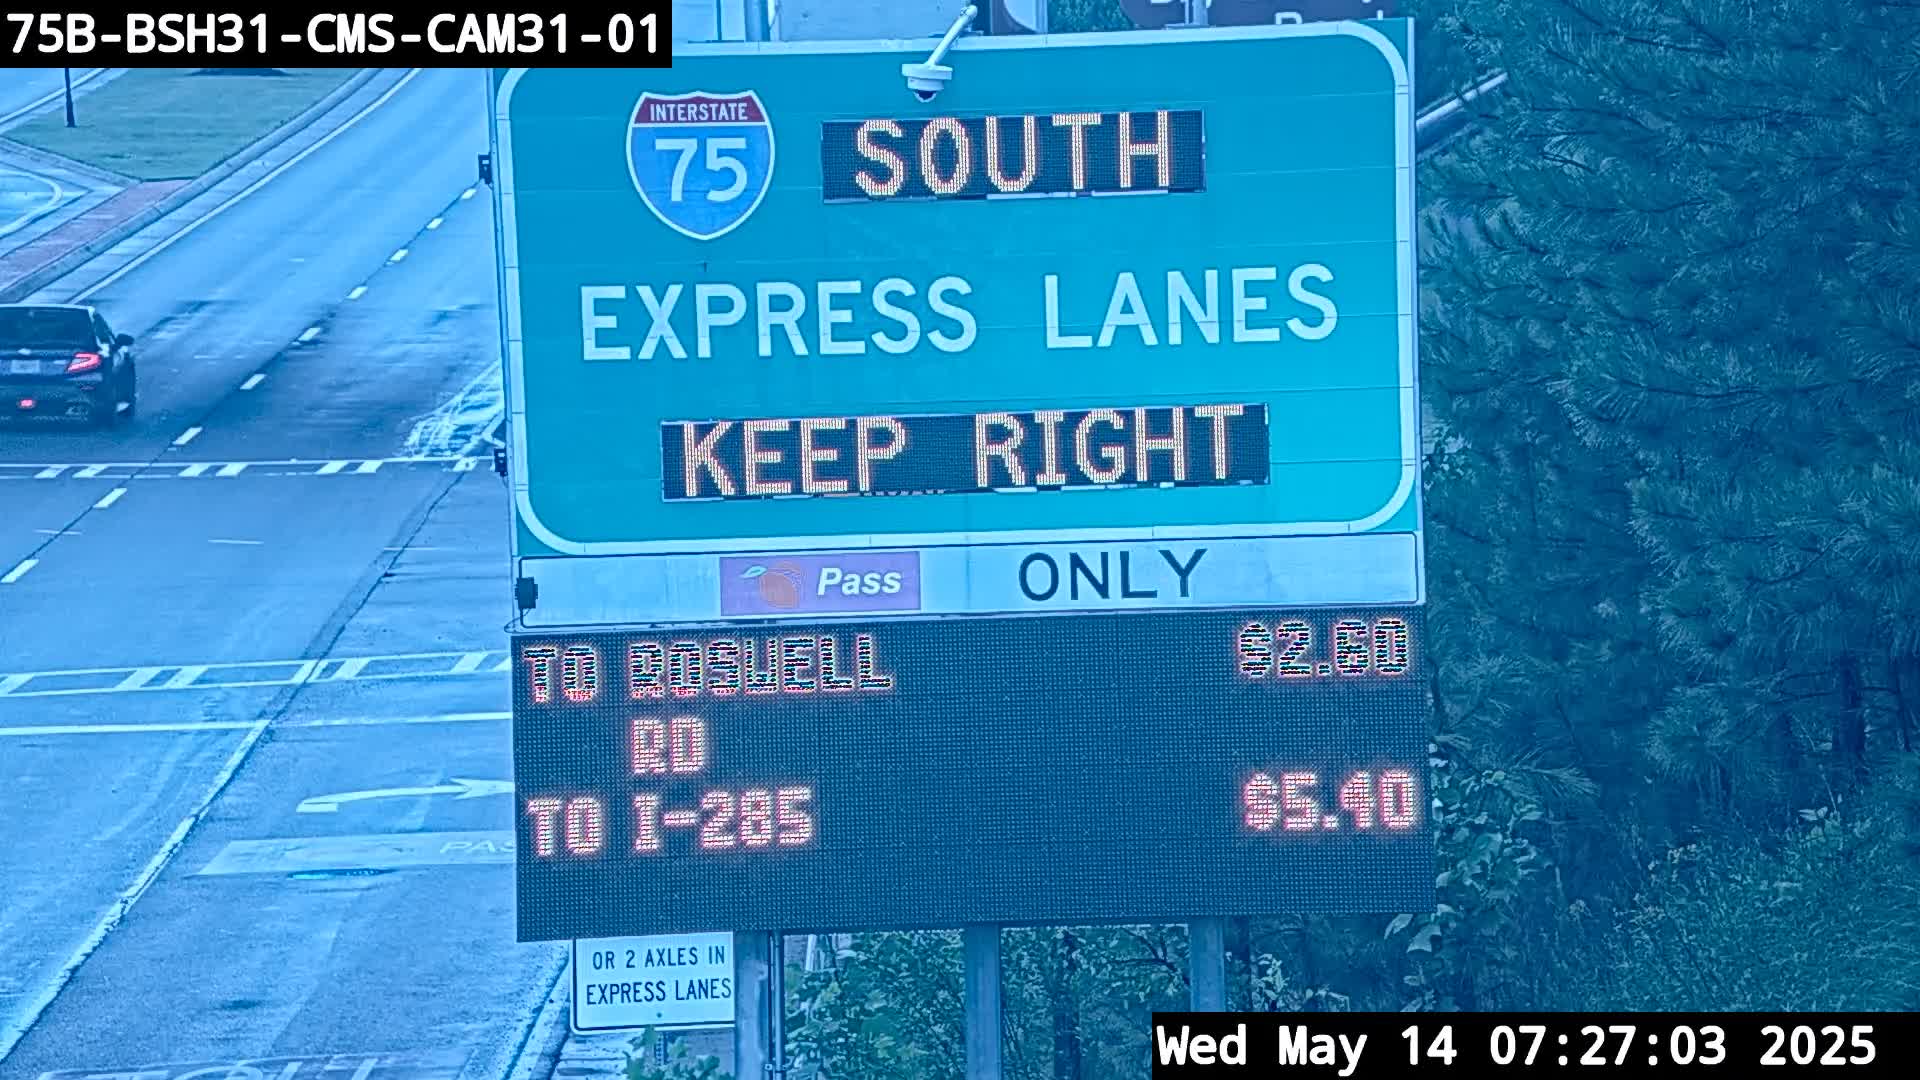 75B-BSH31-CMS-CAM31-01
INTERSTATE
75
SOUTH
EXPRESS LANES
KEEP RIGHT
Pass ONLY
TO ROSWELL $2.60
RD
TO I-285 $5.40
OR 2 AXLES IN
EXPRESS LANES
Wed May 14 07:27:03 2025